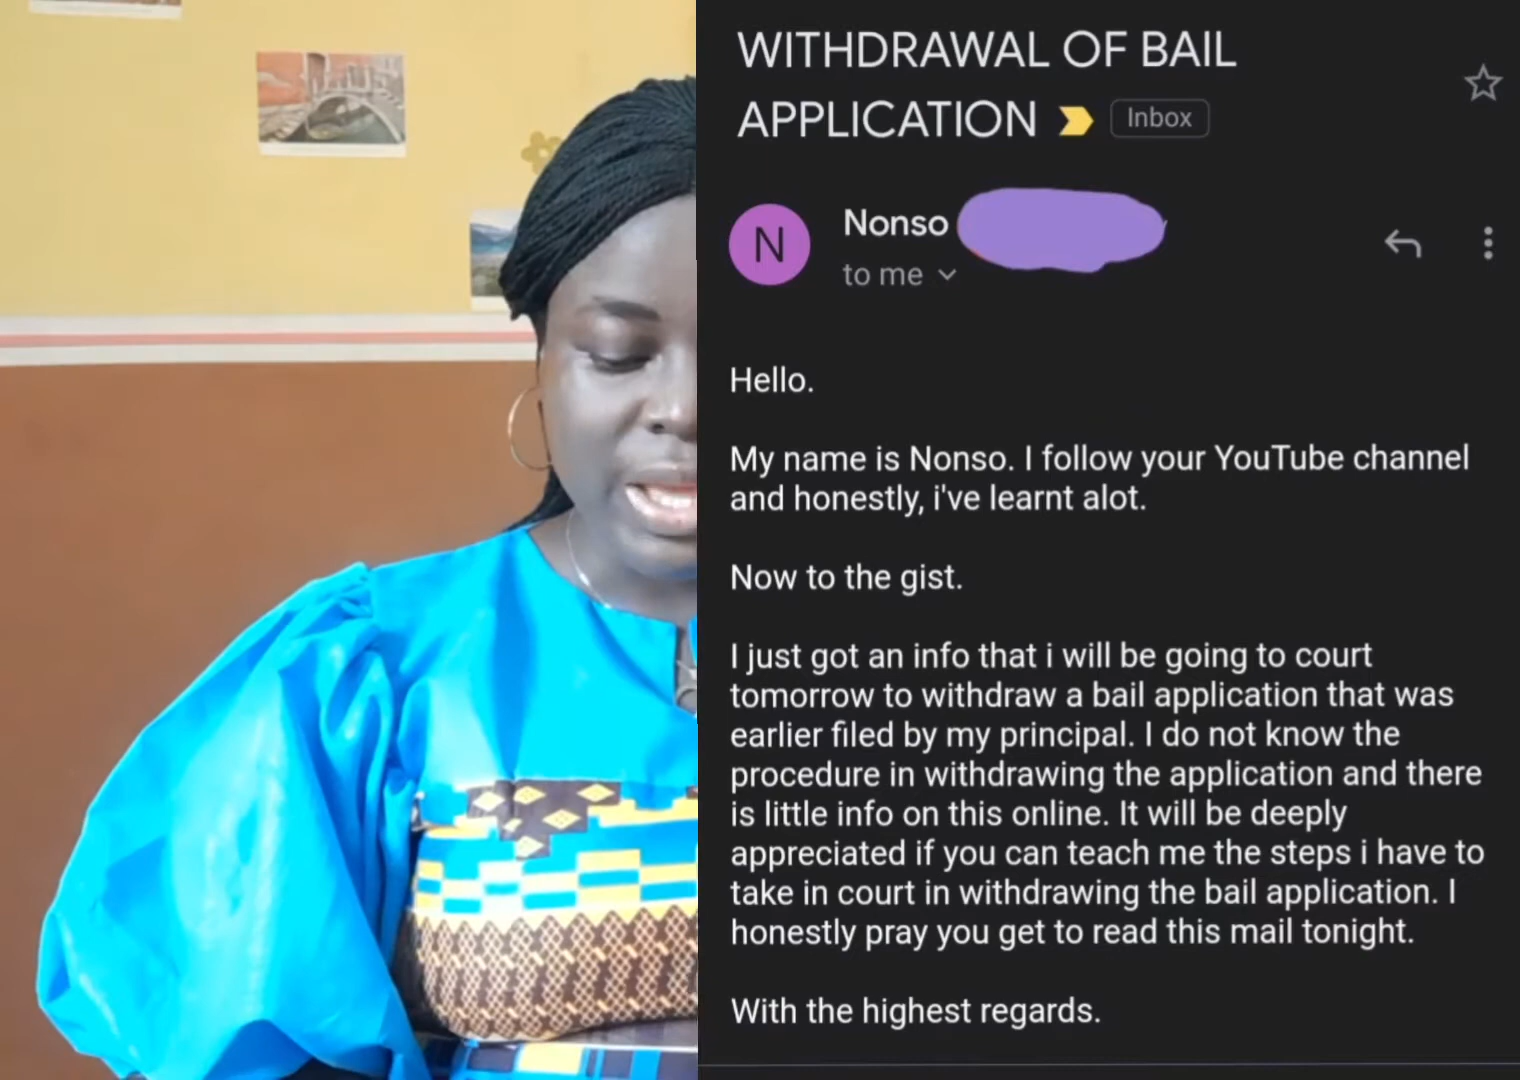 WITHDRAWAL OF BAIL
APPLICATION Inbox
N
Nonso
to me
Hello.
My name is Nonso. I follow your YouTube channel
and honestly, i've learnt alot.
Now to the gist.
I just got an info that i will be going to court
tomorrow to withdraw a bail application that was
earlier filed by my principal. I do not know the
procedure in withdrawing the application and there
is little info on this online. It will be deeply
appreciated if you can teach me the steps i have to
take in court in withdrawing the bail application. I
honestly pray you get to read this mail tonight.
With the highest regards.